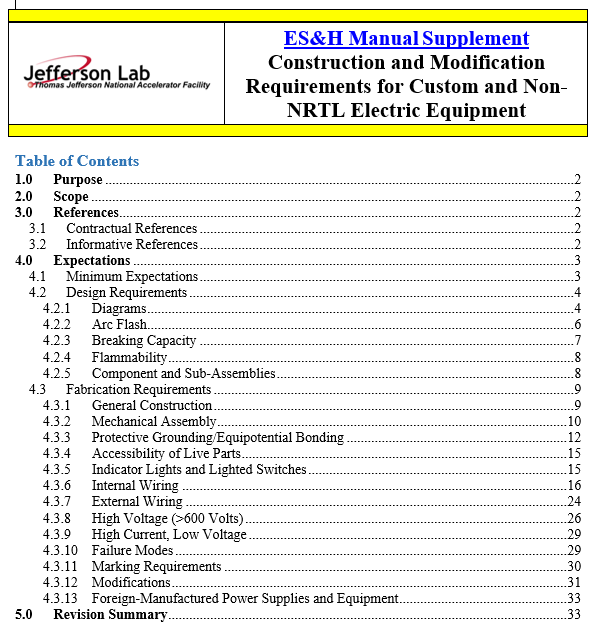 ES&H Manual Supplement
Construction and Modification
Requirements for Custom and Non-
NRTL Electric Equipment
Jefferson Lab
Thomas Jefferson National Accelerator Facility
Table of Contents
1.0 Purpose 2
2.0 Scope 2
3.0 References 2
3.1 Contractual References 2
3.2 Informative References 2
4.0 Expectations 3
4.1 Minimum Expectations 3
4.2 Design Requirements 4
4.2.1 Diagrams 4
4.2.2 Arc Flash 6
4.2.3 Breaking Capacity 7
4.2.4 Flammability 8
4.2.5 Component and Sub-Assemblies 8
4.3 Fabrication Requirements 9
4.3.1 General Construction 9
4.3.2 Mechanical Assembly 10
4.3.3 Protective Grounding/Equipotential Bonding 12
4.3.4 Accessibility of Live Parts 15
4.3.5 Indicator Lights and Lighted Switches 15
4.3.6 Internal Wiring 16
4.3.7 External Wiring 24
4.3.8 High Voltage (>600 Volts) 26
4.3.9 High Current, Low Voltage 29
4.3.10 Failure Modes 29
4.3.11 Marking Requirements 30
4.3.12 Modifications 31
4.3.13 Foreign-Manufactured Power Supplies and Equipment 33
5.0 Revision Summary 33